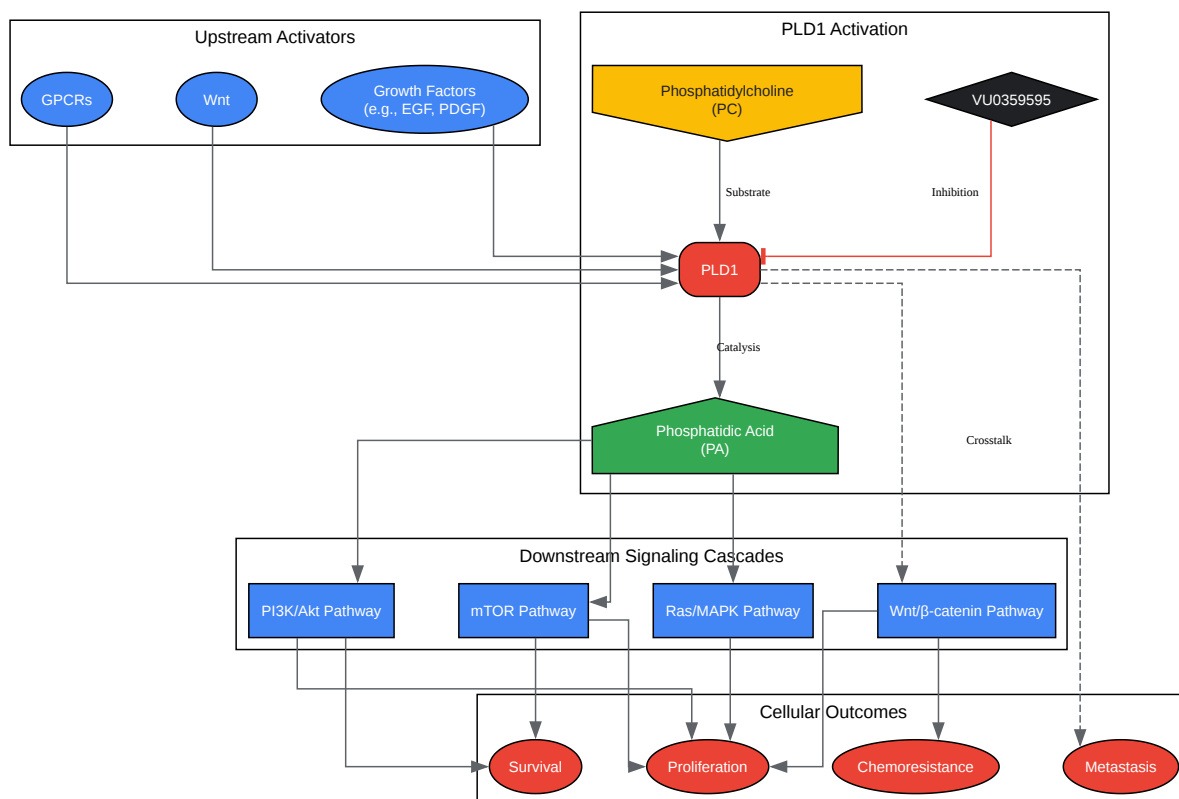 Upstream Activators
PLD1 Activation
GPCRs
Wnt
Growth Factors
(e.g., EGF, PDGF)
Phosphatidylcholine
(PC)
VU0359595
Substrate
Inhibition
PLD1
Catalysis
Phosphatidic Acid
(PA)
Crosstalk
Downstream Signaling Cascades
PI3K/Akt Pathway
mTOR Pathway
Ras/MAPK Pathway
Wnt/β-catenin Pathway
Cellular Outcomes
Survival
Proliferation
Chemoresistance
Metastasis